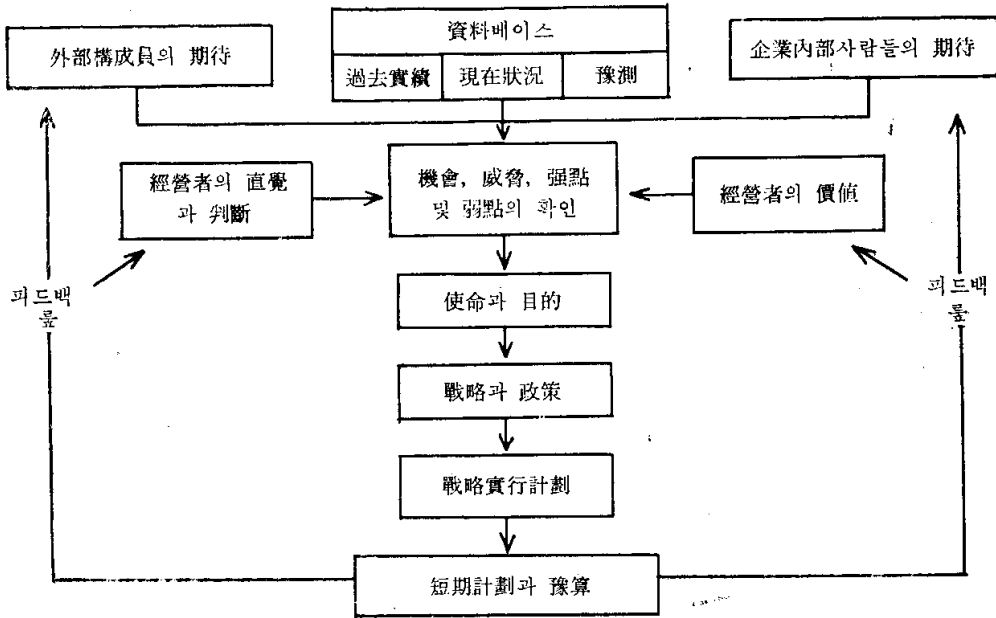 外部構成員의 期待
資料베이스
過去實績
現在狀況
豫測
企業內部사람들의 期待
經營者의 直覺
과 判斷
機會, 威脅, 强點
및 弱點의 확인
經營者의 價値
피드백
룦
使命과 目的
피드백
룦
戰略과 政策
戰略實行計劃
短期計劃과 豫算